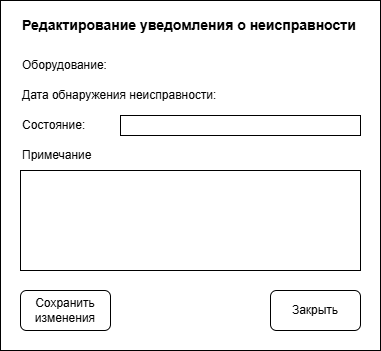 Редактирование уведомления о неисправности
Оборудование:
Дата обнаружения неисправности:
Состояние:
Примечание
Сохранить
изменения
Закрыть